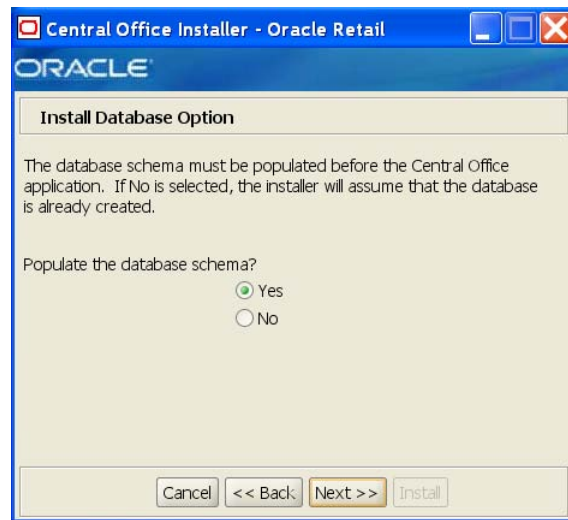 Central Office Installer - Oracle Retail
ORACLE
Install Database Option
The database schema must be populated before the Central Office
application. If No is selected, the installer will assume that the database
is already created.
Populate the database schema?
Yes
No
Cancel << Back Next >> Install